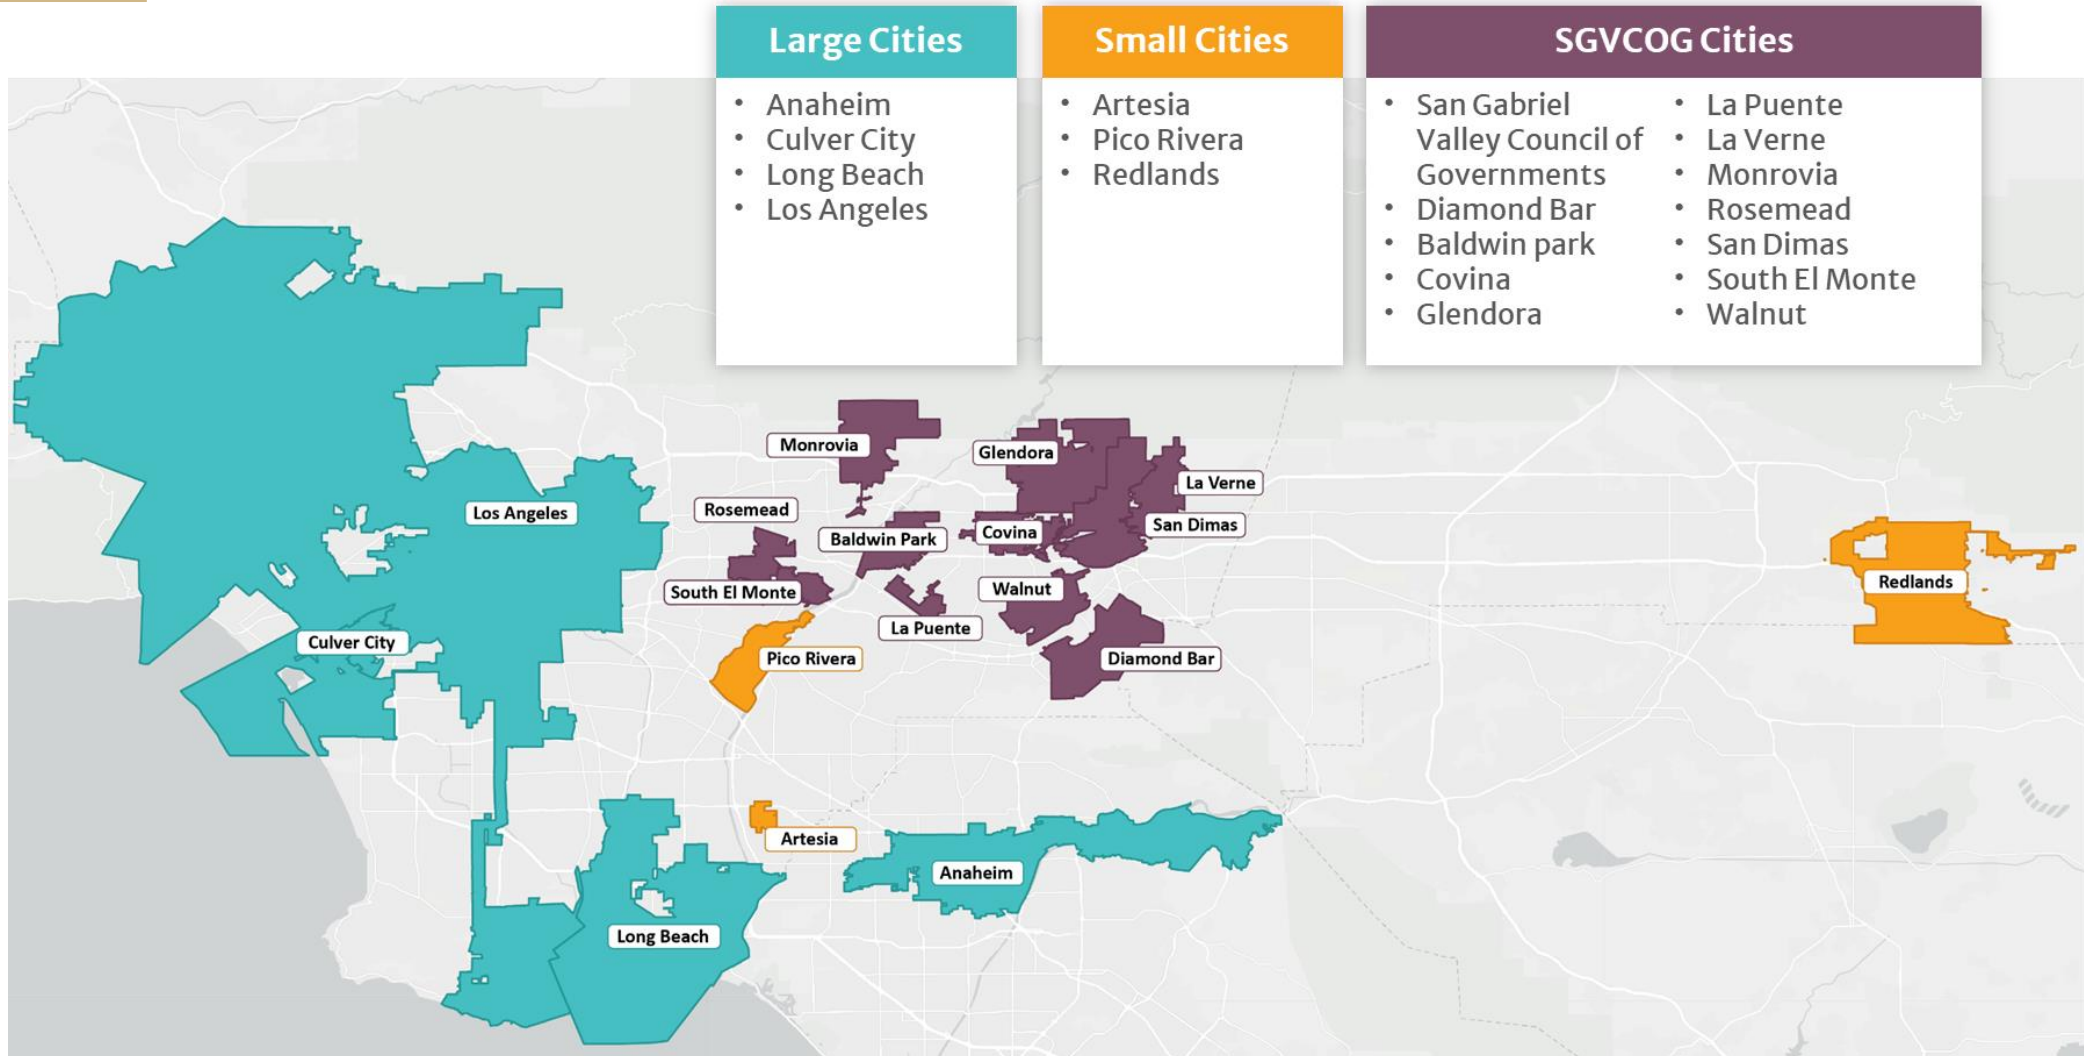 Large Cities
Anaheim
Culver City
Long Beach
Los Angeles
Small Cities
Artesia
Pico Rivera
Redlands
SGVCOG Cities
San Gabriel
Valley Council of
Governments
Diamond Bar
Baldwin park
Covina
Glendora
La Puente
La Verne
Monrovia
Rosemead
San Dimas
South El Monte
Walnut
Monrovia
Glendora
La Verne
Rosemead
Los Angeles
San Dimas
Covina
Baldwin Park
Redlands
Walnut
South El Monte
La Puente
Culver City
Pico Rivera
Diamond Bar
Artesia
Anaheim
Long Beach